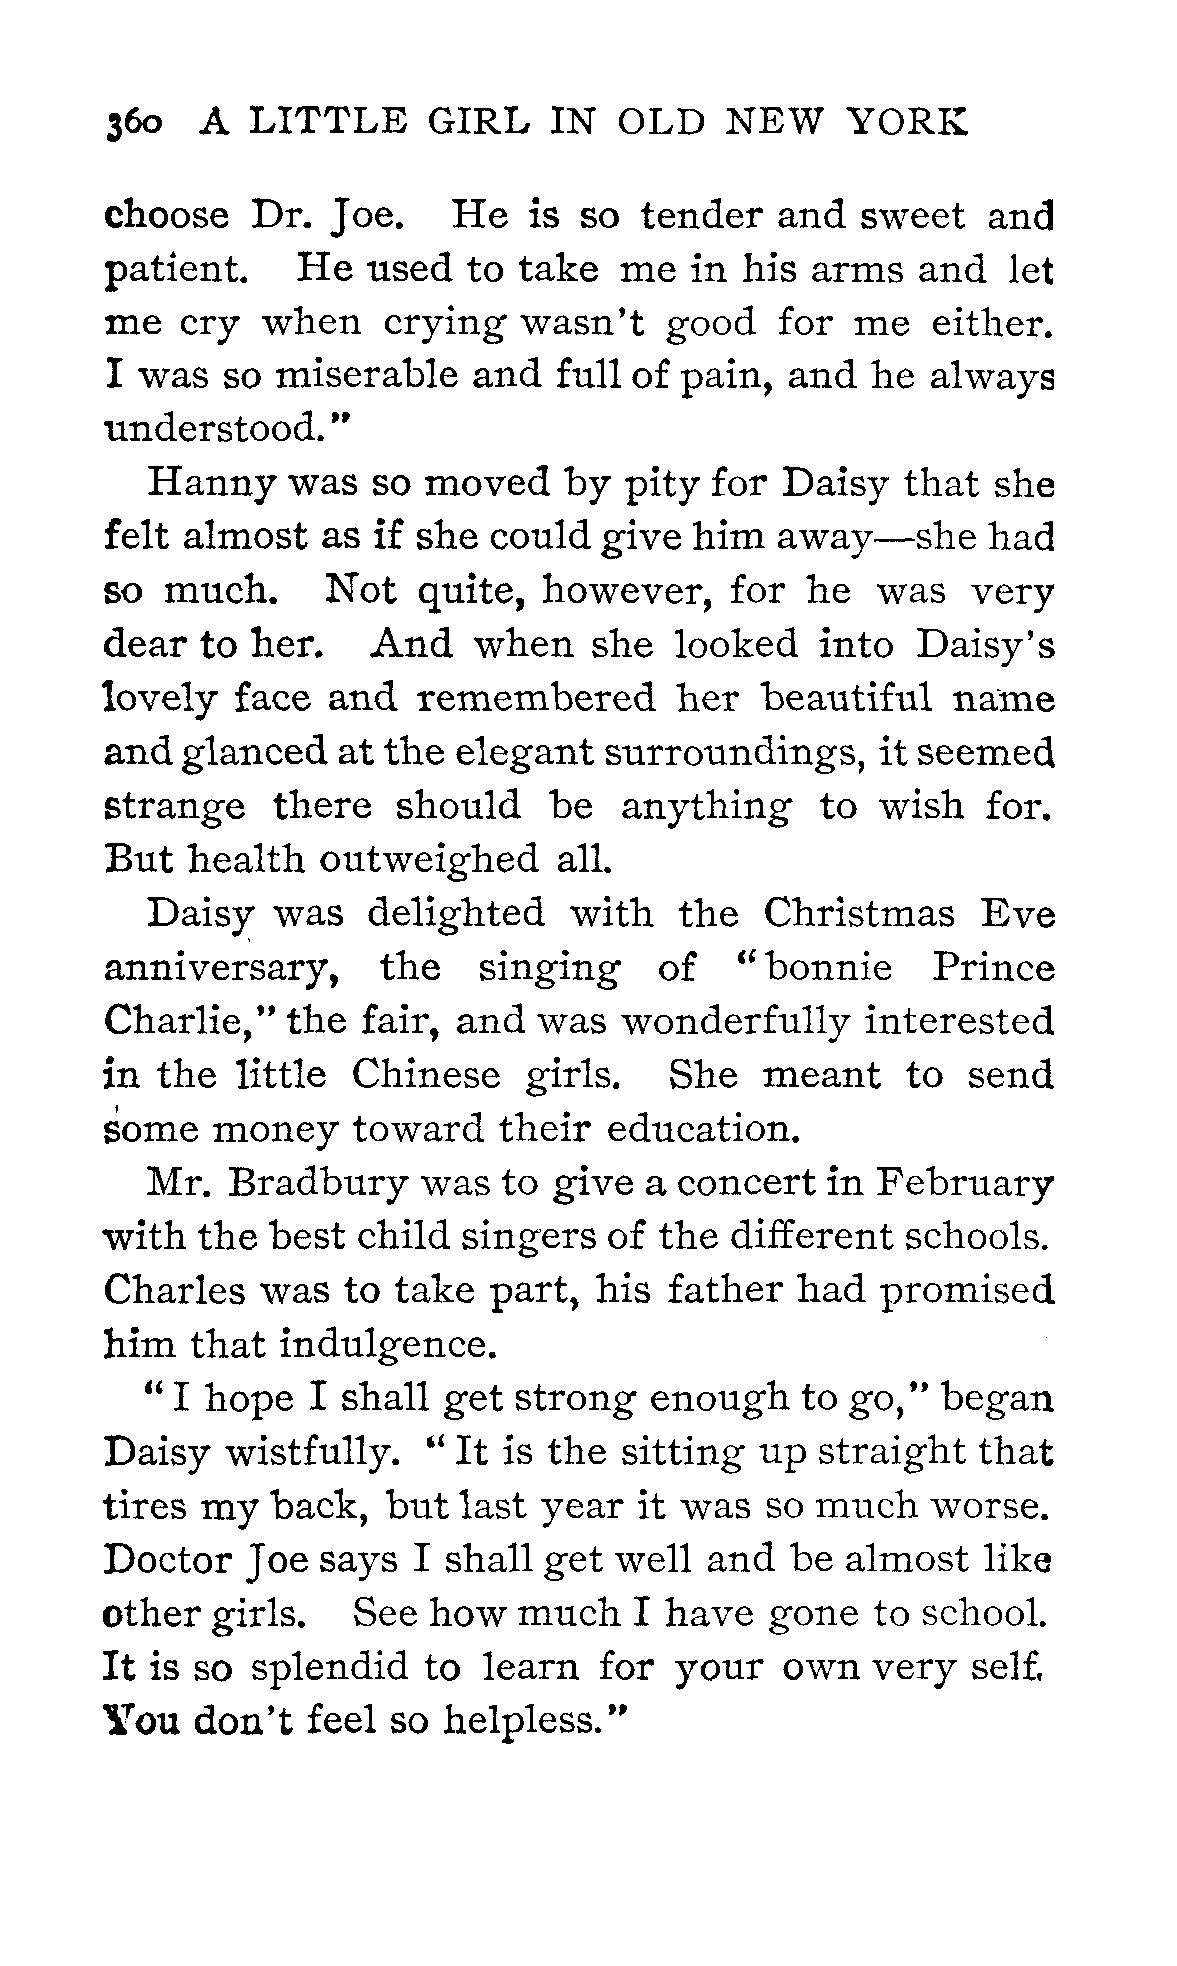 360 A LITTLE GIRL IN OLD NEW YORK
choose Dr. Joe. He is so tender and sweet and
patient. He used to take me in his arms and let
me cry when crying wasn't good for me either.
I was so miserable and full of pain, and he always
understood."
Hanny was so moved by pity for Daisy that she
felt almost as if she could give him away—she had
so much. Not quite, however, for he was very
dear to her. And when she looked into Daisy's
lovely face and remembered her beautiful name
and glanced at the elegant surroundings, it seemed
strange there should be anything to wish for.
But health outweighed all.
Daisy was delighted with the Christmas Eve
anniversary, the singing of "bonnie Prince
Charlie," the fair, and was wonderfully interested
in the little Chinese girls. She meant to send
some money toward their education.
Mr. Bradbury was to give a concert in February
with the best child singers of the different schools.
Charles was to take part, his father had promised
him that indulgence.
"I hope I shall get strong enough to go," began
Daisy wistfully. "It is the sitting up straight that
tires my back, but last year it was so much worse.
Doctor Joe says I shall get well and be almost like
other girls. See how much I have gone to school.
It is so splendid to learn for your own very self.
You don't feel so helpless."